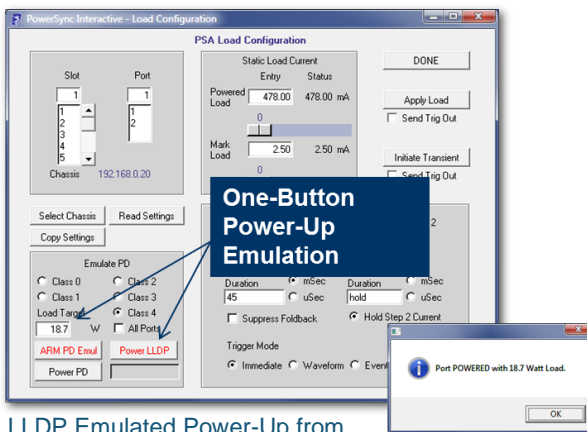 PowerSync Interactive - Load Configuration
PSA Load Configuration
Slot Port
1 1
1 1
2 2
3
4
5
Chassis 192.168.0.20
Static Load Current
Entry Status
Powered Load 478.00 478.00 mA
0
Mark Load 2.50 2.50 mA
0
DONE
Apply Load
Send Trig Out
Initiate Transient
Send Trig Out
Select Chassis Read Settings
Copy Settings
One-Button
Power-Up
Emulation
2
Emulate PD
Class 0 Class 2
Class 1 Class 3
Load Target Class 4
18.7 W All Ports
ARM PD Emul Power LLDP
Power PD
Duration mSec Duration mSec
45 uSec hold uSec
Suppress Foldback Hold Step 2 Current
Trigger Mode
Immediate Waveform Event
Port POWERED with 18.7 Watt Load.
OK
LLDP Emulated Power-Up from